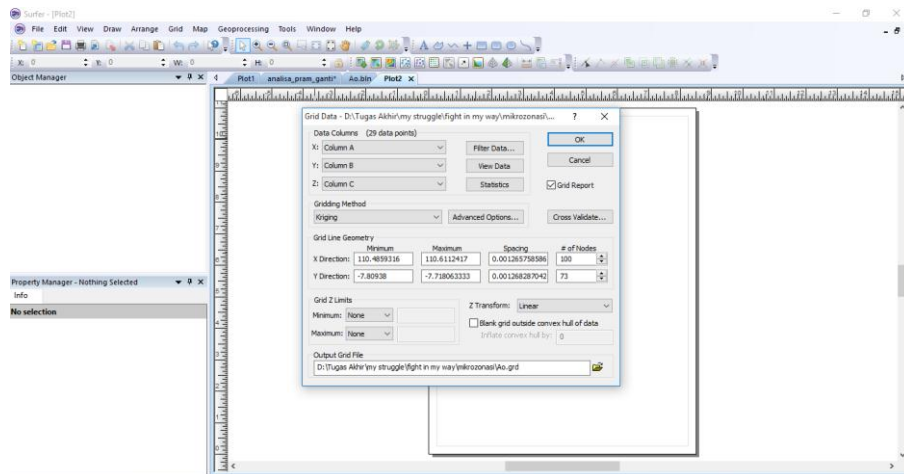 Surfer - [Plot2]
File Edit View Draw Arrange Grid Map Geoprocessing Tools Window Help
X: 0 Y: 0 W: 0 H: 0
Object Manager
Plot1 analisa_pram_ganti* Ao.bln Plot2
Grid Data - D:\Tugas Akhir\my struggle\fight in my way\mikrozonasi\...
Data Columns (29 data points)
X: Column A Filter Data... OK
Y: Column B View Data Cancel
Z: Column C Statistics Grid Report
Gridding Method
Kriging Advanced Options... Cross Validate...
Grid Line Geometry
Minimum Maximum Spacing # of Nodes
X Direction: 110.4859316 110.6112417 0.001265758586 100
Y Direction: -7.80938 -7.718063333 0.001268287042 73
Grid Z Limits
Minimum: None
Maximum: None
Z Transform: Linear
Blank grid outside convex hull of data
Inflate convex hull by: 0
Output Grid File
D:\Tugas Akhir\my struggle\fight in my way\mikrozonasi\Ao.grd
Property Manager - Nothing Selected
Info
No selection